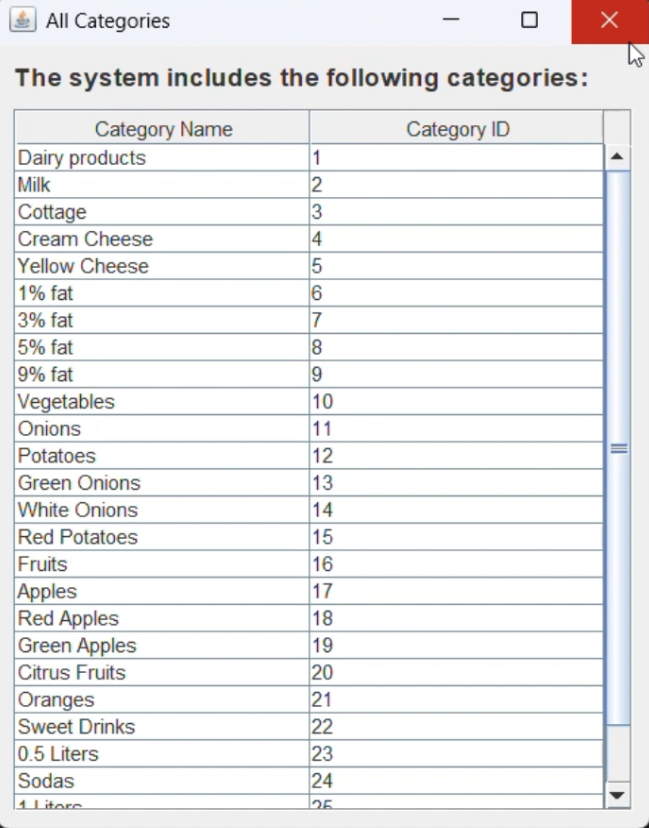 All Categories
The system includes the following categories:
Category Name Category ID
Dairy products 1
Milk 2
Cottage 3
Cream Cheese 4
Yellow Cheese 5
1% fat 6
3% fat 7
5% fat 8
9% fat 9
Vegetables 10
Onions 11
Potatoes 12
Green Onions 13
White Onions 14
Red Potatoes 15
Fruits 16
Apples 17
Red Apples 18
Green Apples 19
Citrus Fruits 20
Oranges 21
Sweet Drinks 22
0.5 Liters 23
Sodas 24
1 Liters 25